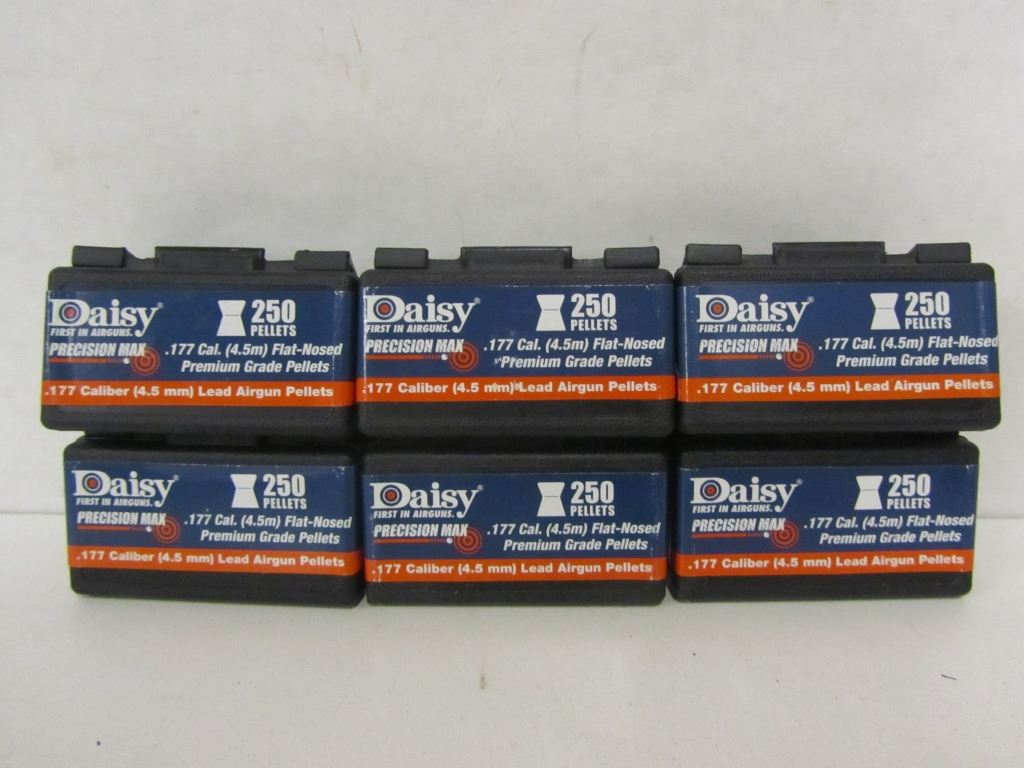 Daisy®
FIRST IN AIRGUNS.
PRECISION MAX
250
PELLETS
.177 Cal. (4.5m) Flat-Nosed
Premium Grade Pellets
.177 Caliber (4.5 mm) Lead Airgun Pellets
Daisy®
FIRST IN AIRGUNS.
PRECISION MAX
250
PELLETS
.177 Cal. (4.5m) Flat-Nosed
Premium Grade Pellets
.177 Caliber (4.5 mm) Lead Airgun Pellets
Daisy®
FIRST IN AIRGUNS.
PRECISION MAX
250
PELLETS
.177 Cal. (4.5m) Flat-Nosed
Premium Grade Pellets
.177 Caliber (4.5 mm) Lead Airgun Pellets
Daisy®
FIRST IN AIRGUNS.
PRECISION MAX
250
PELLETS
.177 Cal. (4.5m) Flat-Nosed
Premium Grade Pellets
.177 Caliber (4.5 mm) Lead Airgun Pellets
Daisy®
FIRST IN AIRGUNS.
PRECISION MAX
250
PELLETS
.177 Cal. (4.5m) Flat-Nosed
Premium Grade Pellets
.177 Caliber (4.5 mm) Lead Airgun Pellets
Daisy®
FIRST IN AIRGUNS.
PRECISION MAX
250
PELLETS
.177 Cal. (4.5m) Flat-Nosed
Premium Grade Pellets
.177 Caliber (4.5 mm) Lead Airgun Pellets